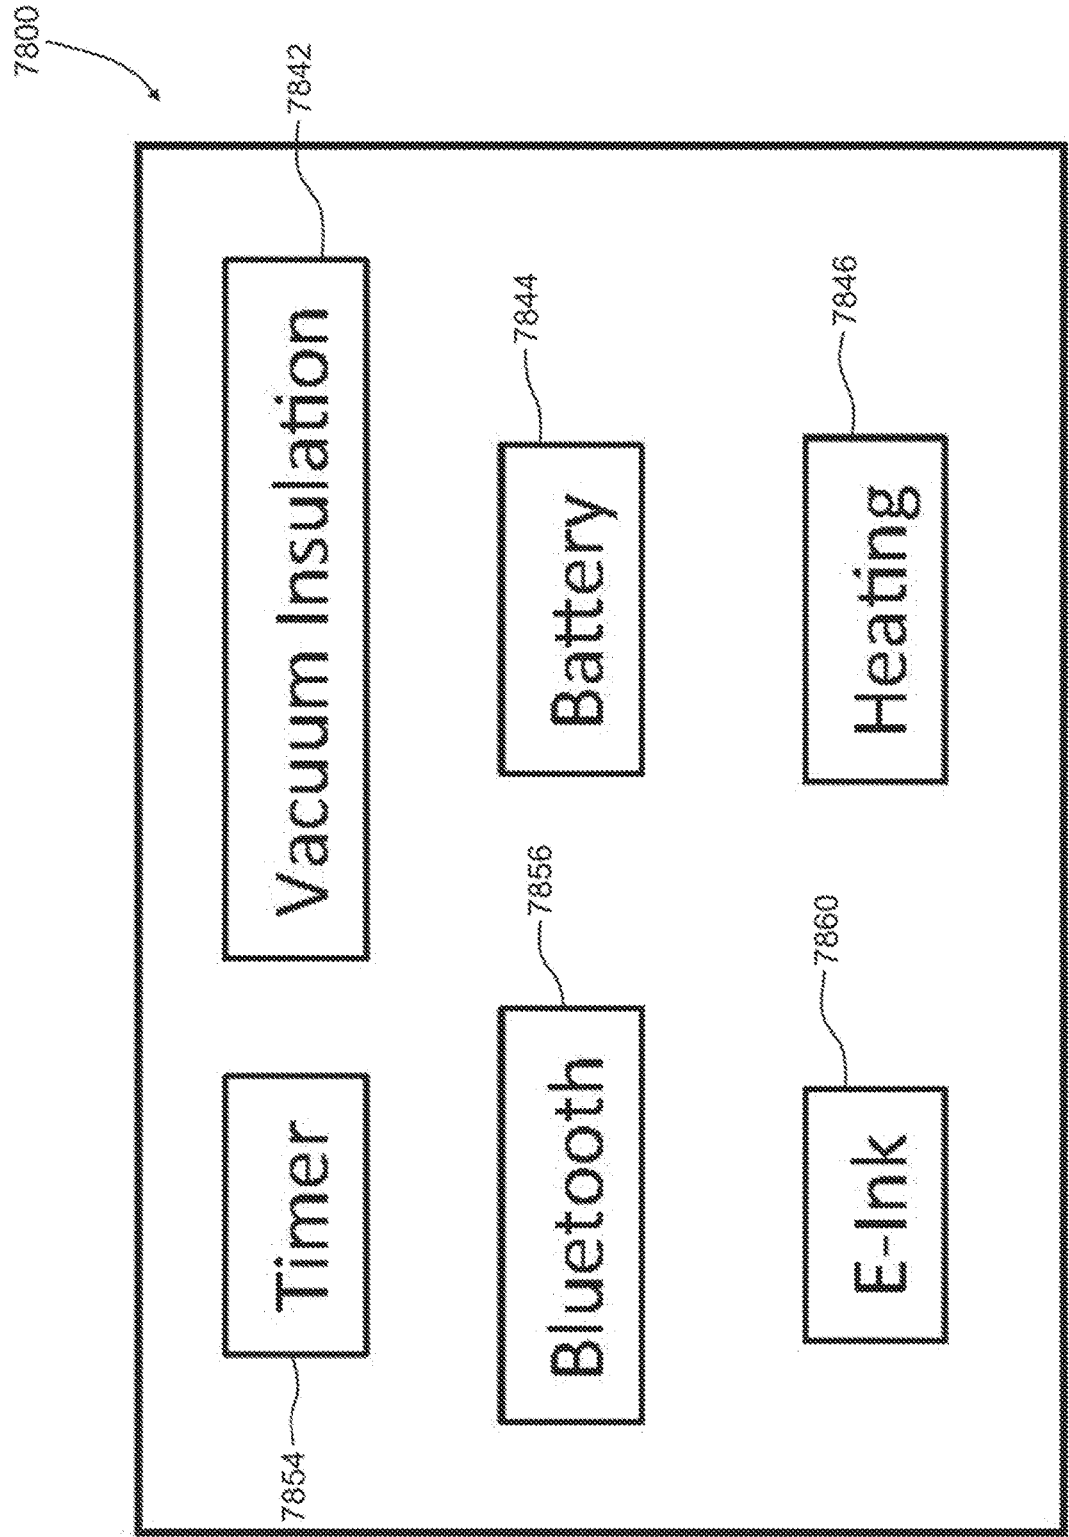 7800
Timer
7854
Vacuum Insulation
7842
Bluetooth
7856
Battery
7844
E-Ink
7860
Heating
7846